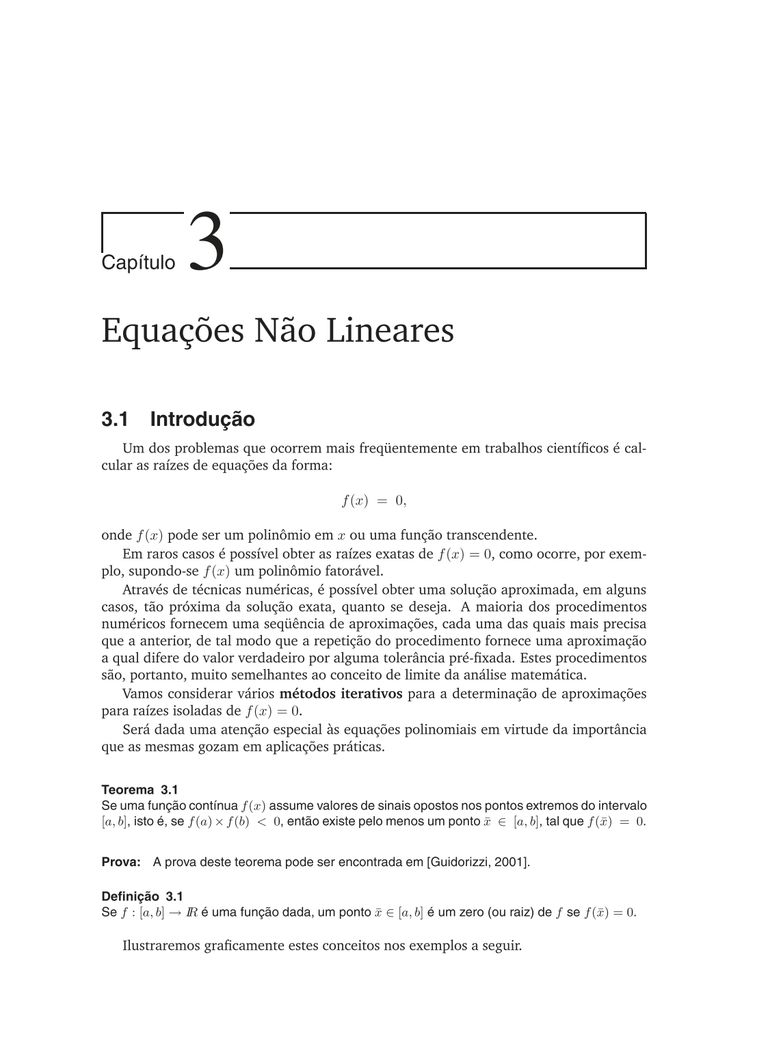 Capítulo 3
Equações Não Lineares
3.1 Introdução
Um dos problemas que ocorrem mais freqüentemente em trabalhos científicos é cal-
cular as raízes de equações da forma:
f(x) = 0,
onde f(x) pode ser um polinômio em x ou uma função transcendente.
Em raros casos é possível obter as raízes exatas de f(x) = 0, como ocorre, por exem-
plo, supondo-se f(x) um polinômio fatorável.
Através de técnicas numéricas, é possível obter uma solução aproximada, em alguns
casos, tão próxima da solução exata, quanto se deseja. A maioria dos procedimentos
numéricos fornecem uma seqüência de aproximações, cada uma das quais mais precisa
que a anterior, de tal modo que a repetição do procedimento fornece uma aproximação
a qual difere do valor verdadeiro por alguma tolerância pré-fixada. Estes procedimentos
são, portanto, muito semelhantes ao conceito de limite da análise matemática.
Vamos considerar vários métodos iterativos para a determinação de aproximações
para raízes isoladas de f(x) = 0.
Será dada uma atenção especial às equações polinomiais em virtude da importância
que as mesmas gozam em aplicações práticas.
Teorema 3.1
Se uma função contínua f(x) assume valores de sinais opostos nos pontos extremos do intervalo
[a, b], isto é, se f(a) × f(b) < 0, então existe pelo menos um ponto x̄ ∈ [a, b], tal que f(x̄) = 0.
Prova: A prova deste teorema pode ser encontrada em [Guidorizzi, 2001].
Definição 3.1
Se f : [a, b] → IR é uma função dada, um ponto x̄ ∈ [a, b] é um zero (ou raiz) de f se f(x̄) = 0.
Ilustraremos graficamente estes conceitos nos exemplos a seguir.